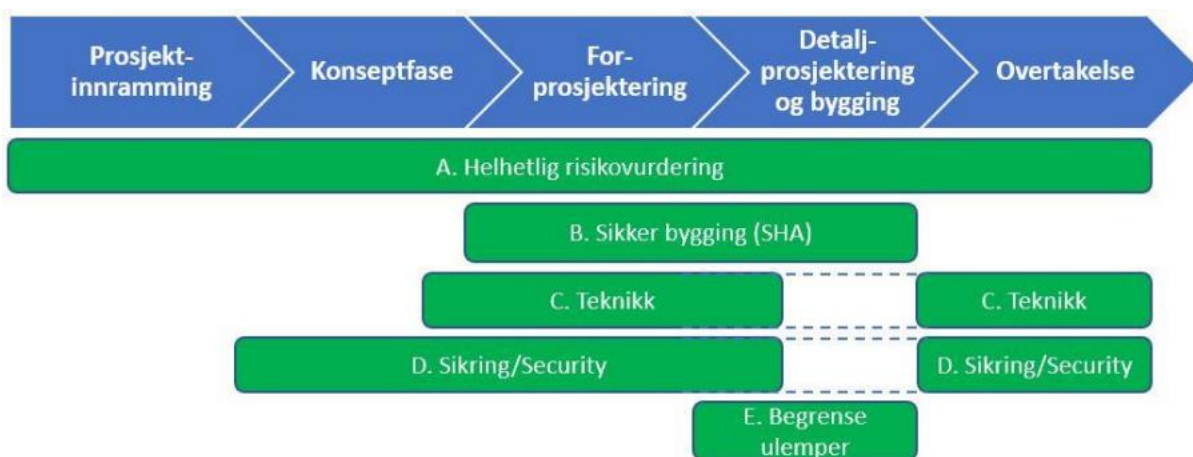 Prosjekt-
innramming
Konseptfase
For-
prosjektering
Detalj-
prosjektering
og bygging
Overtakelse
A. Helhetlig risikovurdering
B. Sikker bygging (SHA)
C. Teknikk
C. Teknikk
D. Sikring/Security
D. Sikring/Security
E. Begrense
ulemper